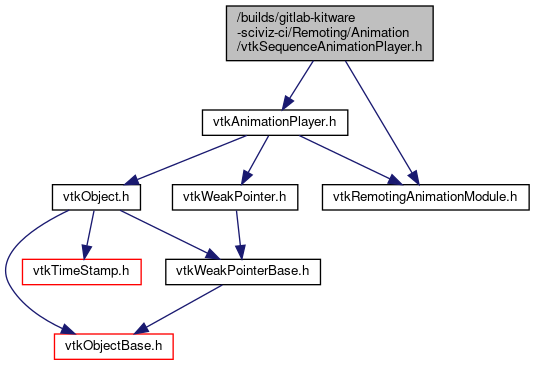 /builds/gitlab-kitware
-sciviz-ci/Remoting/Animation
/vtkSequenceAnimationPlayer.h
vtkAnimationPlayer.h
vtkObject.h
vtkWeakPointer.h
vtkRemotingAnimationModule.h
vtkTimeStamp.h
vtkWeakPointerBase.h
vtkObjectBase.h